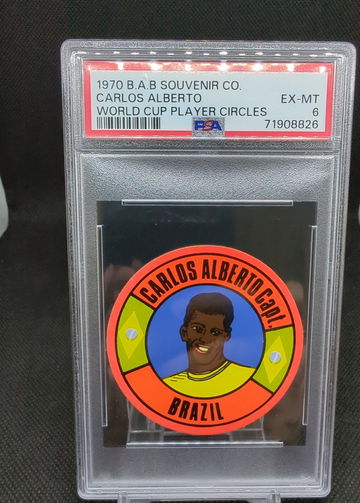 1970 B.A.B SOUVENIR CO.
CARLOS ALBERTO EX-MT
WORLD CUP PLAYER CIRCLES 6
PSA 71908826
CARLOS ALBERTO Capt.
BRAZIL